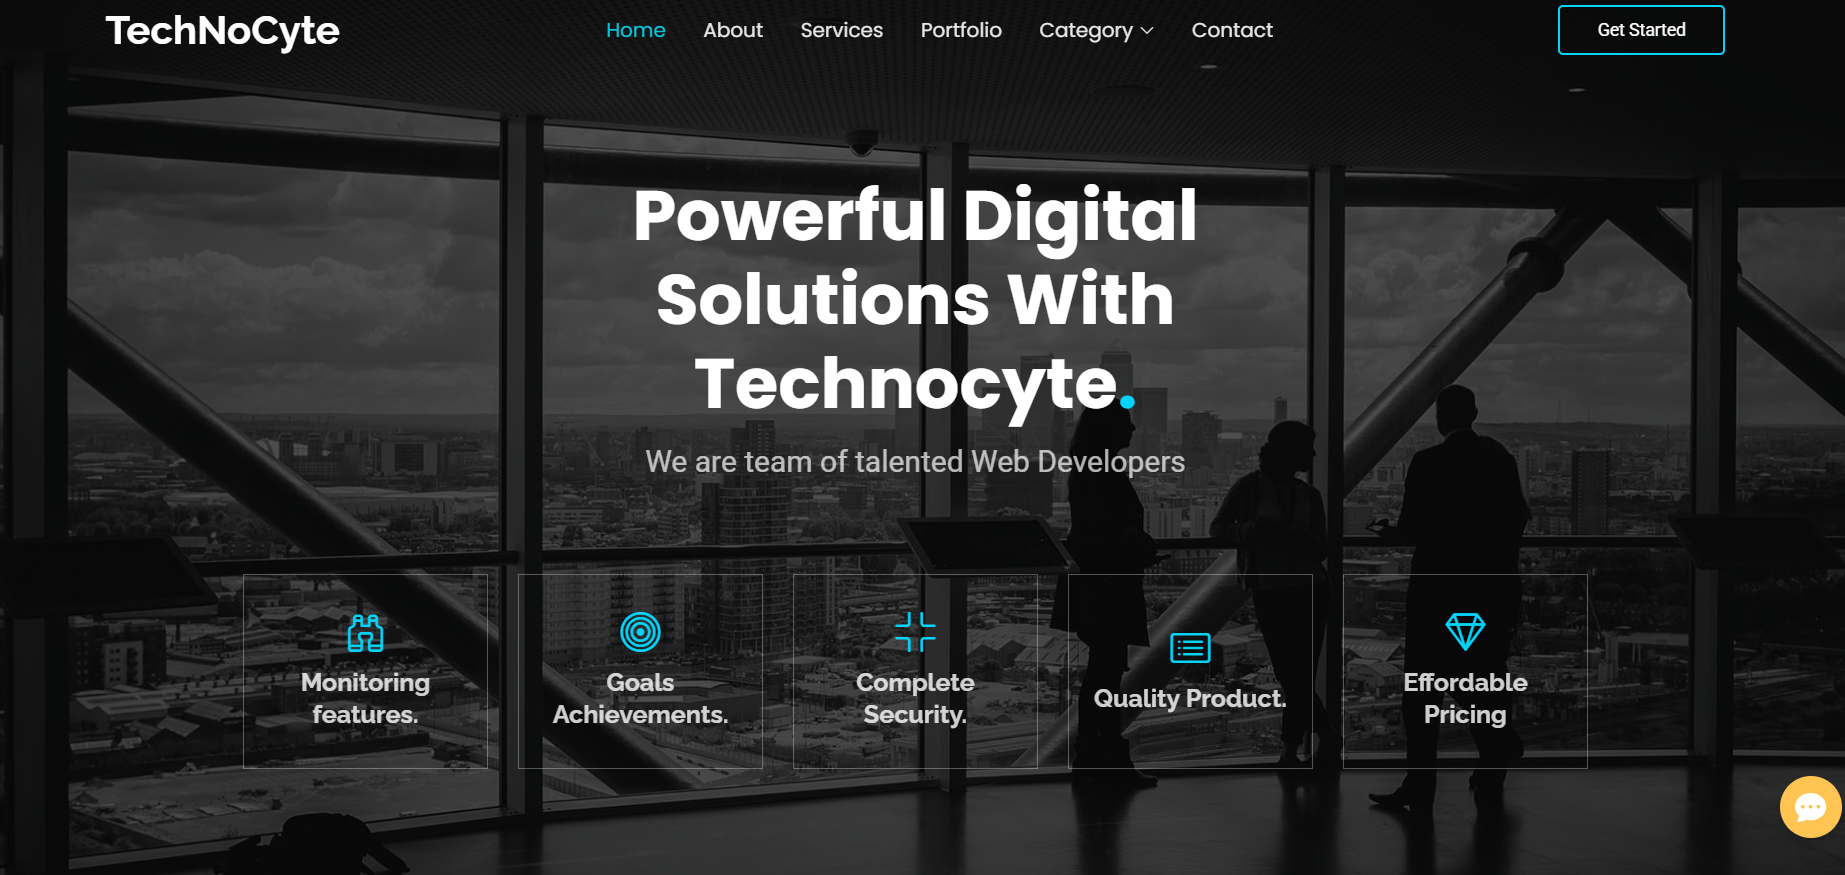 TechNoCyte
Home About Services Portfolio Category Contact
Get Started
Powerful Digital
Solutions With
Technocyte.
We are team of talented Web Developers
Monitoring
features.
Goals
Achievements.
Complete
Security.
Quality Product.
Effordable
Pricing